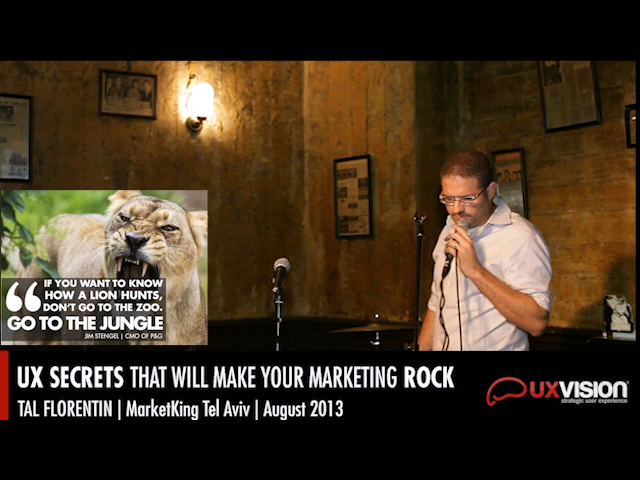 IF YOU WANT TO KNOW
HOW A LION HUNTS,
DON'T GO TO THE ZOO.
GO TO THE JUNGLE
JIM STENGEL | CMO OF P&G
UX SECRETS THAT WILL MAKE YOUR MARKETING ROCK
TAL FLORENTIN | MarketKing Tel Aviv | August 2013
UXVISION
strategic user experience